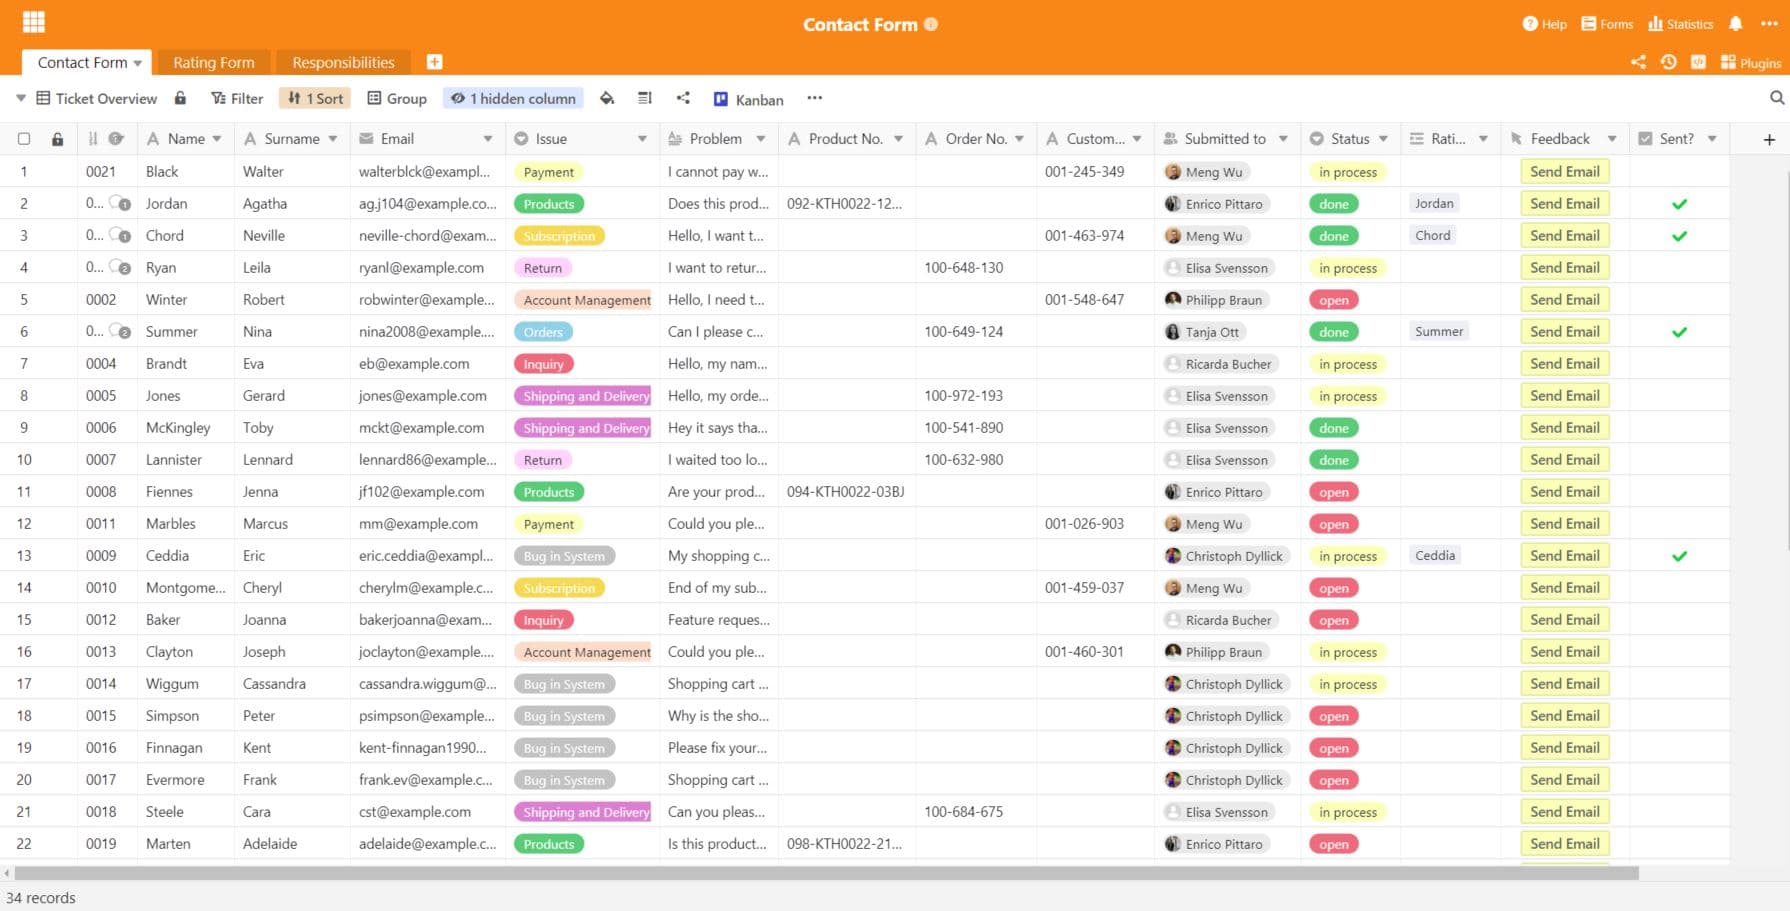 Contact Form
Help Forms Statistics
Contact Form Rating Form Responsibilities
Plugins
Ticket Overview Filter 1 Sort Group 1 hidden column Kanban ...
Name Surname Email Issue Problem Product No. Order No. Custom... Submitted to Status Rati... Feedback Sent?
1 0021 Black Walter walterblck@exampl... Payment I cannot pay w... 001-245-349 Meng Wu in process Send Email
2 0... 1 Jordan Agatha ag.j104@example.co... Products Does this prod... 092-KTH0022-12... Enrico Pittaro done Jordan Send Email
3 0... 1 Chord Neville neville-chord@exam... Subscription Hello, I want t... 001-463-974 Meng Wu done Chord Send Email
4 0... 2 Ryan Leila ryanl@example.com Return I want to retur... 100-648-130 Elisa Svensson in process Send Email
5 0002 Winter Robert robwinter@example... Account Management Hello, I need t... 001-548-647 Philipp Braun open Send Email
6 0... 2 Summer Nina nina2008@example.... Orders Can I please c... 100-649-124 Tanja Ott done Summer Send Email
7 0004 Brandt Eva eb@example.com Inquiry Hello, my nam... Ricarda Bucher in process Send Email
8 0005 Jones Gerard jones@example.com Shipping and Delivery Hello, my orde... 100-972-193 Elisa Svensson in process Send Email
9 0006 McKingley Toby mckt@example.com Shipping and Delivery Hey it says tha... 100-541-890 Elisa Svensson done Send Email
10 0007 Lannister Lennard lennard86@example... Return I waited too lo... 100-632-980 Elisa Svensson done Send Email
11 0008 Fiennes Jenna jf102@example.com Products Are your prod... 094-KTH0022-03BJ Enrico Pittaro open Send Email
12 0011 Marbles Marcus mm@example.com Payment Could you ple... 001-026-903 Meng Wu open Send Email
13 0009 Ceddia Eric eric.ceddia@exampl... Bug in System My shopping c... Christoph Dyllick in process Ceddia Send Email
14 0010 Montgome... Cheryl cherylm@example.c... Subscription End of my sub... 001-459-037 Meng Wu open Send Email
15 0012 Baker Joanna bakerjoanna@exam... Inquiry Feature reques... Ricarda Bucher open Send Email
16 0013 Clayton Joseph joclayton@example.... Account Management Could you ple... 001-460-301 Philipp Braun in process Send Email
17 0014 Wiggum Cassandra cassandra.wiggum@... Bug in System Shopping cart ... Christoph Dyllick in process Send Email
18 0015 Simpson Peter psimpson@example... Bug in System Why is the sho... Christoph Dyllick open Send Email
19 0016 Finnagan Kent kent-finnagan1990... Bug in System Please fix your... Christoph Dyllick open Send Email
20 0017 Evermore Frank frank.ev@example.c... Bug in System Shopping cart ... Christoph Dyllick open Send Email
21 0018 Steele Cara cst@example.com Shipping and Delivery Can you pleas... 100-684-675 Elisa Svensson in process Send Email
22 0019 Marten Adelaide adelaide@example.c... Products Is this product... 098-KTH0022-21... Enrico Pittaro open Send Email
34 records